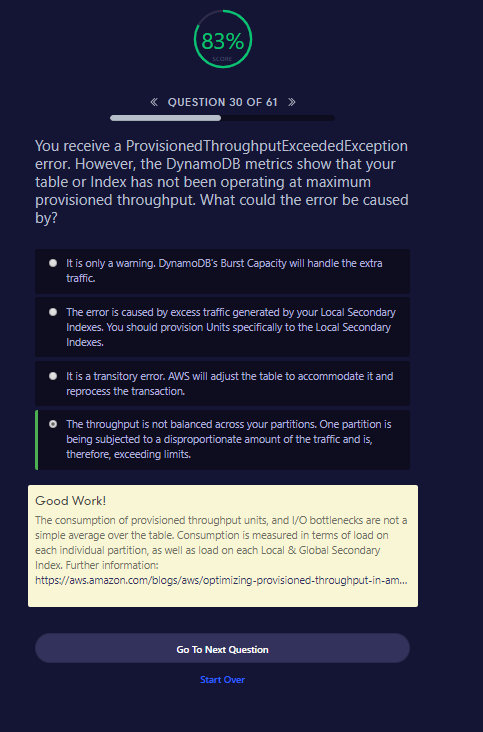 83%
SCORE
« QUESTION 30 OF 61 »
You receive a ProvisionedThroughputExceededException
error. However, the DynamoDB metrics show that your
table or Index has not been operating at maximum
provisioned throughput. What could the error be caused
by?
It is only a warning. DynamoDB's Burst Capacity will handle the extra
traffic.
The error is caused by excess traffic generated by your Local Secondary
Indexes. You should provision Units specifically to the Local Secondary
Indexes.
It is a transitory error. AWS will adjust the table to accommodate it and
reprocess the transaction.
The throughput is not balanced across your partitions. One partition is
being subjected to a disproportionate amount of the traffic and is,
therefore, exceeding limits.
Good Work!
The consumption of provisioned throughput units, and I/O bottlenecks are not a
simple average over the table. Consumption is measured in terms of load on
each individual partition, as well as load on each Local & Global Secondary
Index. Further information:
https://aws.amazon.com/blogs/aws/optimizing-provisioned-throughput-in-am...
Go To Next Question
Start Over